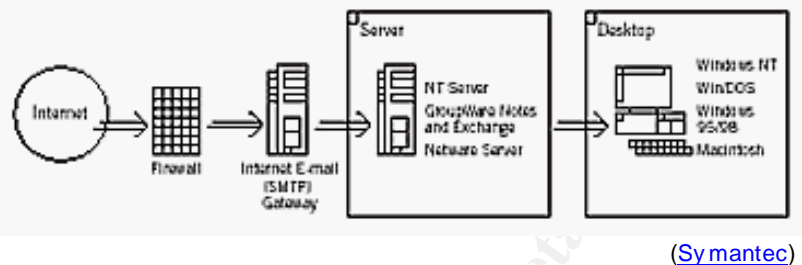 Internet
Firewall
Internet E-mail
(SMTP)
Gateway
Server
NT Server
GroupWare Notes
and Exchange
Netware Server
Desktop
Windows NT
Win/DOS
Windows
95/98
Macintosh
(Symantec)